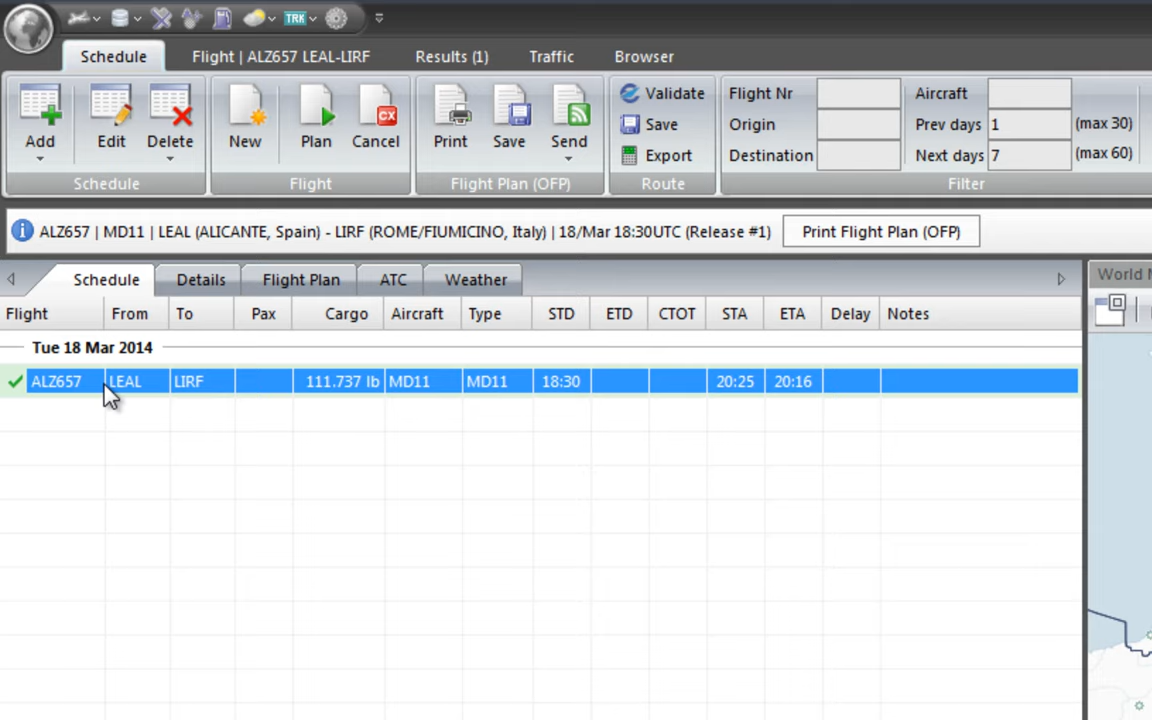 TRK
Schedule Flight | ALZ657 LEAL-LIRF Results (1) Traffic Browser
Add Edit Delete New Plan Cancel CX Print Save Send
Validate
Save
Export
Flight Nr
Origin
Destination
Aircraft
Prev days 1 (max 30)
Next days 7 (max 60)
Schedule Flight Flight Plan (OFP) Route Filter
ALZ657 | MD11 | LEAL (ALICANTE, Spain) - LIRF (ROME/FIUMICINO, Italy) | 18/Mar 18:30UTC (Release #1) Print Flight Plan (OFP)
Schedule Details Flight Plan ATC Weather World
Flight From To Pax Cargo Aircraft Type STD ETD CTOT STA ETA Delay Notes
Tue 18 Mar 2014
ALZ657 LEAL LIRF 111.737 lb MD11 MD11 18:30 20:25 20:16